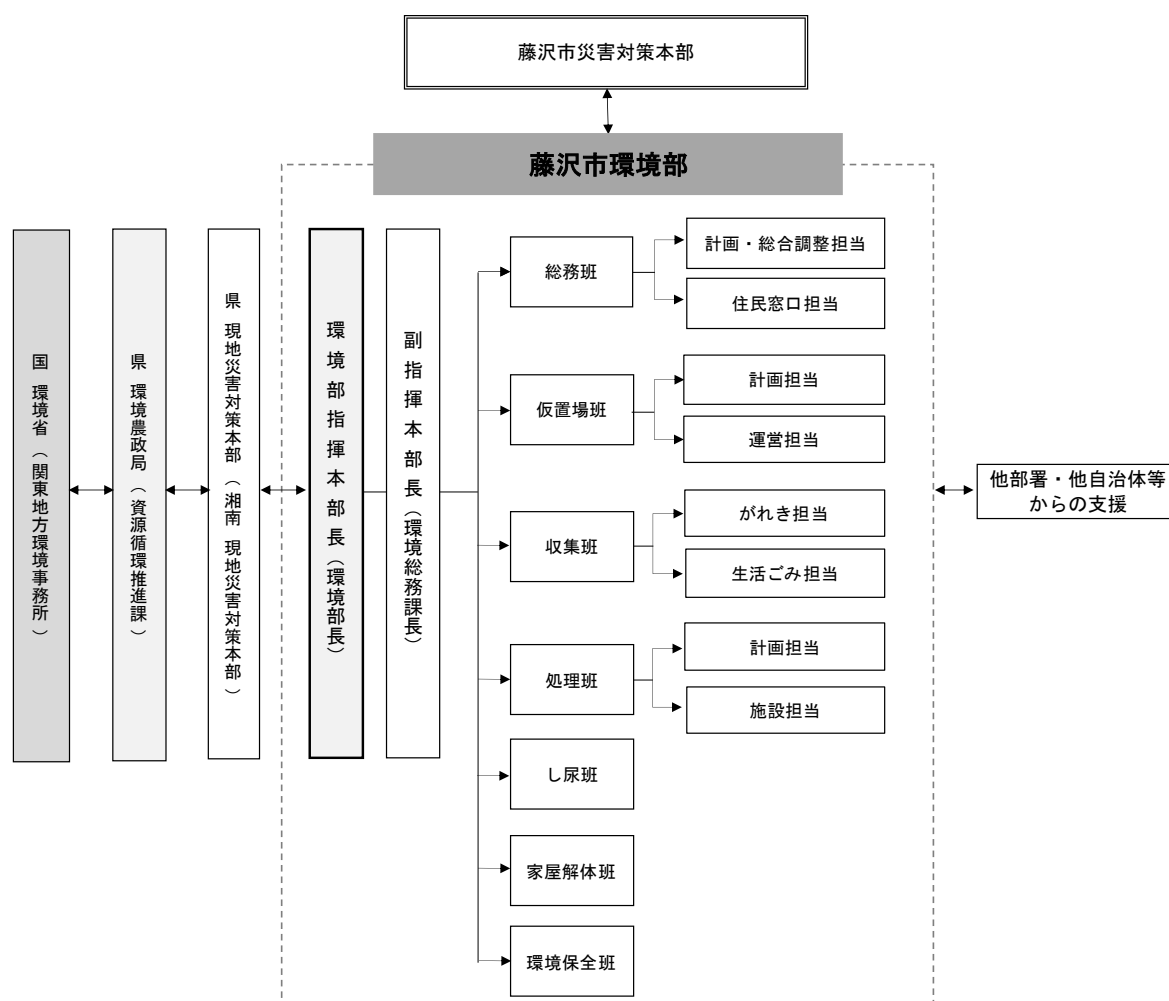 藤沢市災害対策本部
藤沢市環境部
国 環境省（関東地方環境事務所）
県 環境農政局（資源循環推進課）
県 現地災害対策本部（湘南 現地災害対策本部）
環境部指揮本部長（環境部長）
副指揮本部長（環境総務課長）
総務班
計画・総合調整担当
住民窓口担当
仮置場班
計画担当
運営担当
収集班
がれき担当
生活ごみ担当
処理班
計画担当
施設担当
し尿班
家屋解体班
環境保全班
他部署・他自治体等
からの支援